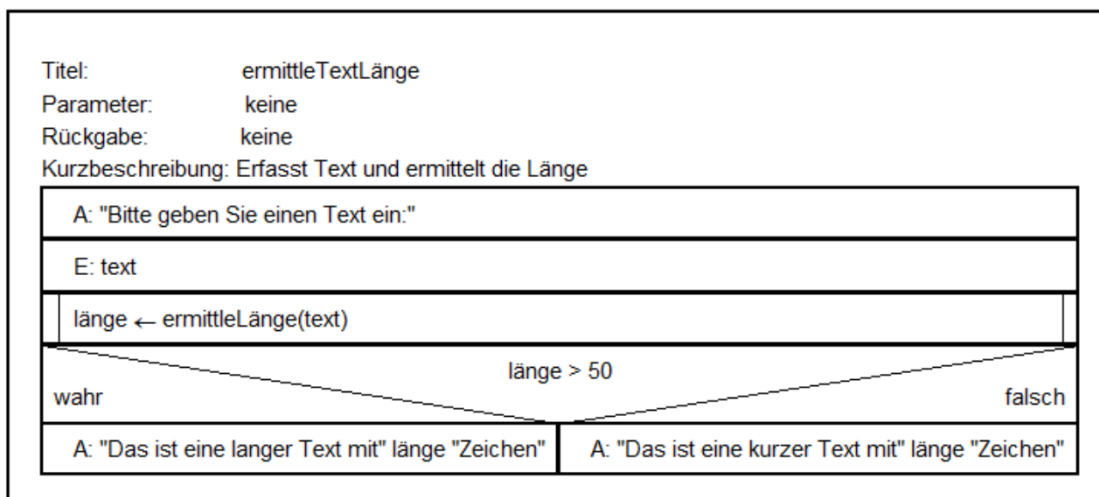 Titel: ermittleTextLänge
Parameter: keine
Rückgabe: keine
Kurzbeschreibung: Erfasst Text und ermittelt die Länge
A: "Bitte geben Sie einen Text ein:"
E: text
länge ← ermittleLänge(text)
länge > 50
wahr falsch
A: "Das ist eine langer Text mit" länge "Zeichen" A: "Das ist eine kurzer Text mit" länge "Zeichen"